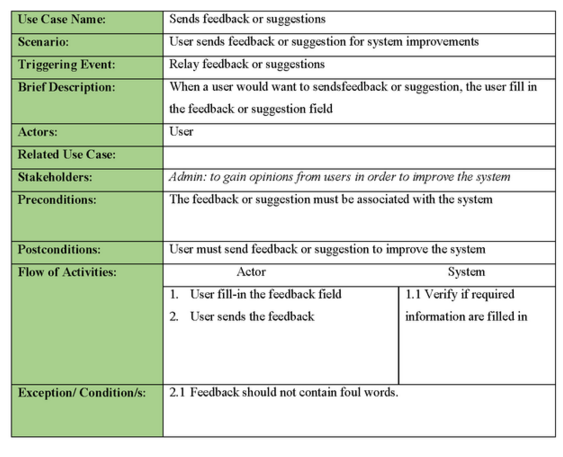 Use Case Name: Sends feedback or suggestions
Scenario: User sends feedback or suggestion for system improvements
Triggering Event: Relay feedback or suggestions
Brief Description: When a user would want to sendsfeedback or suggestion, the user fill in
the feedback or suggestion field
Actors: User
Related Use Case:
Stakeholders: Admin: to gain opinions from users in order to improve the system
Preconditions: The feedback or suggestion must be associated with the system
Postconditions: User must send feedback or suggestion to improve the system
Flow of Activities: Actor System
1. User fill-in the feedback field 1.1 Verify if required
2. User sends the feedback information are filled in
Exception/ Condition/s: 2.1 Feedback should not contain foul words.